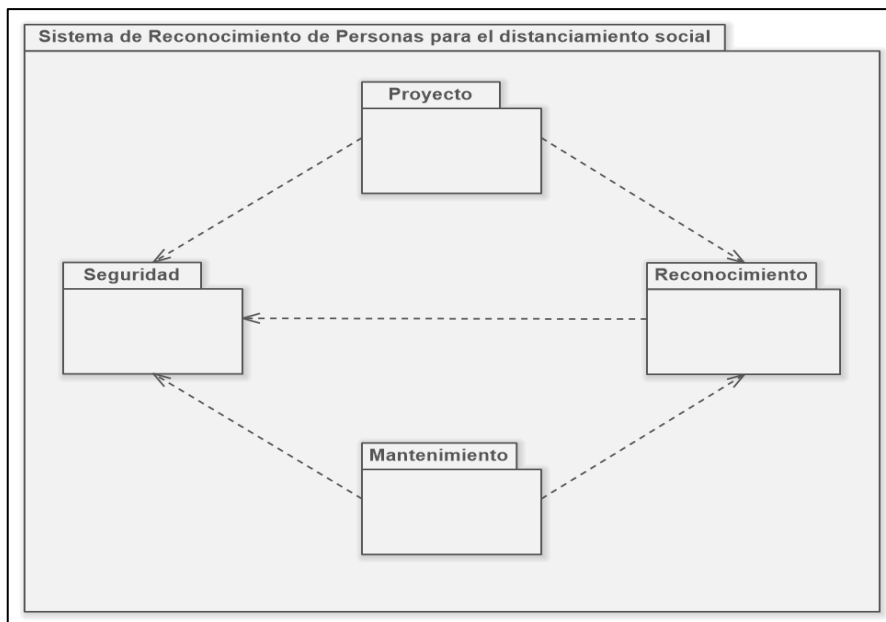 Sistema de Reconocimiento de Personas para el distanciamiento social
Proyecto
Seguridad
Reconocimiento
Mantenimiento